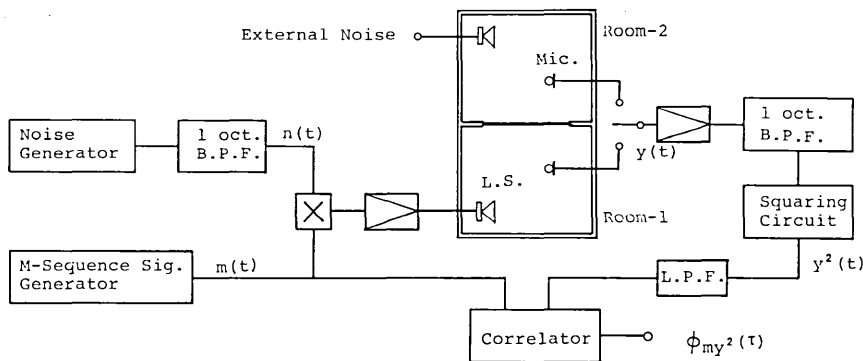 External Noise
Room-2
Mic.
Noise
Generator
1 oct.
B.P.F.
n(t)
y(t)
1 oct.
B.P.F.
L.S.
Room-1
Squaring
Circuit
M-Sequence Sig.
Generator
m(t)
L.P.F.
y²(t)
Correlator
ϕmy²(τ)